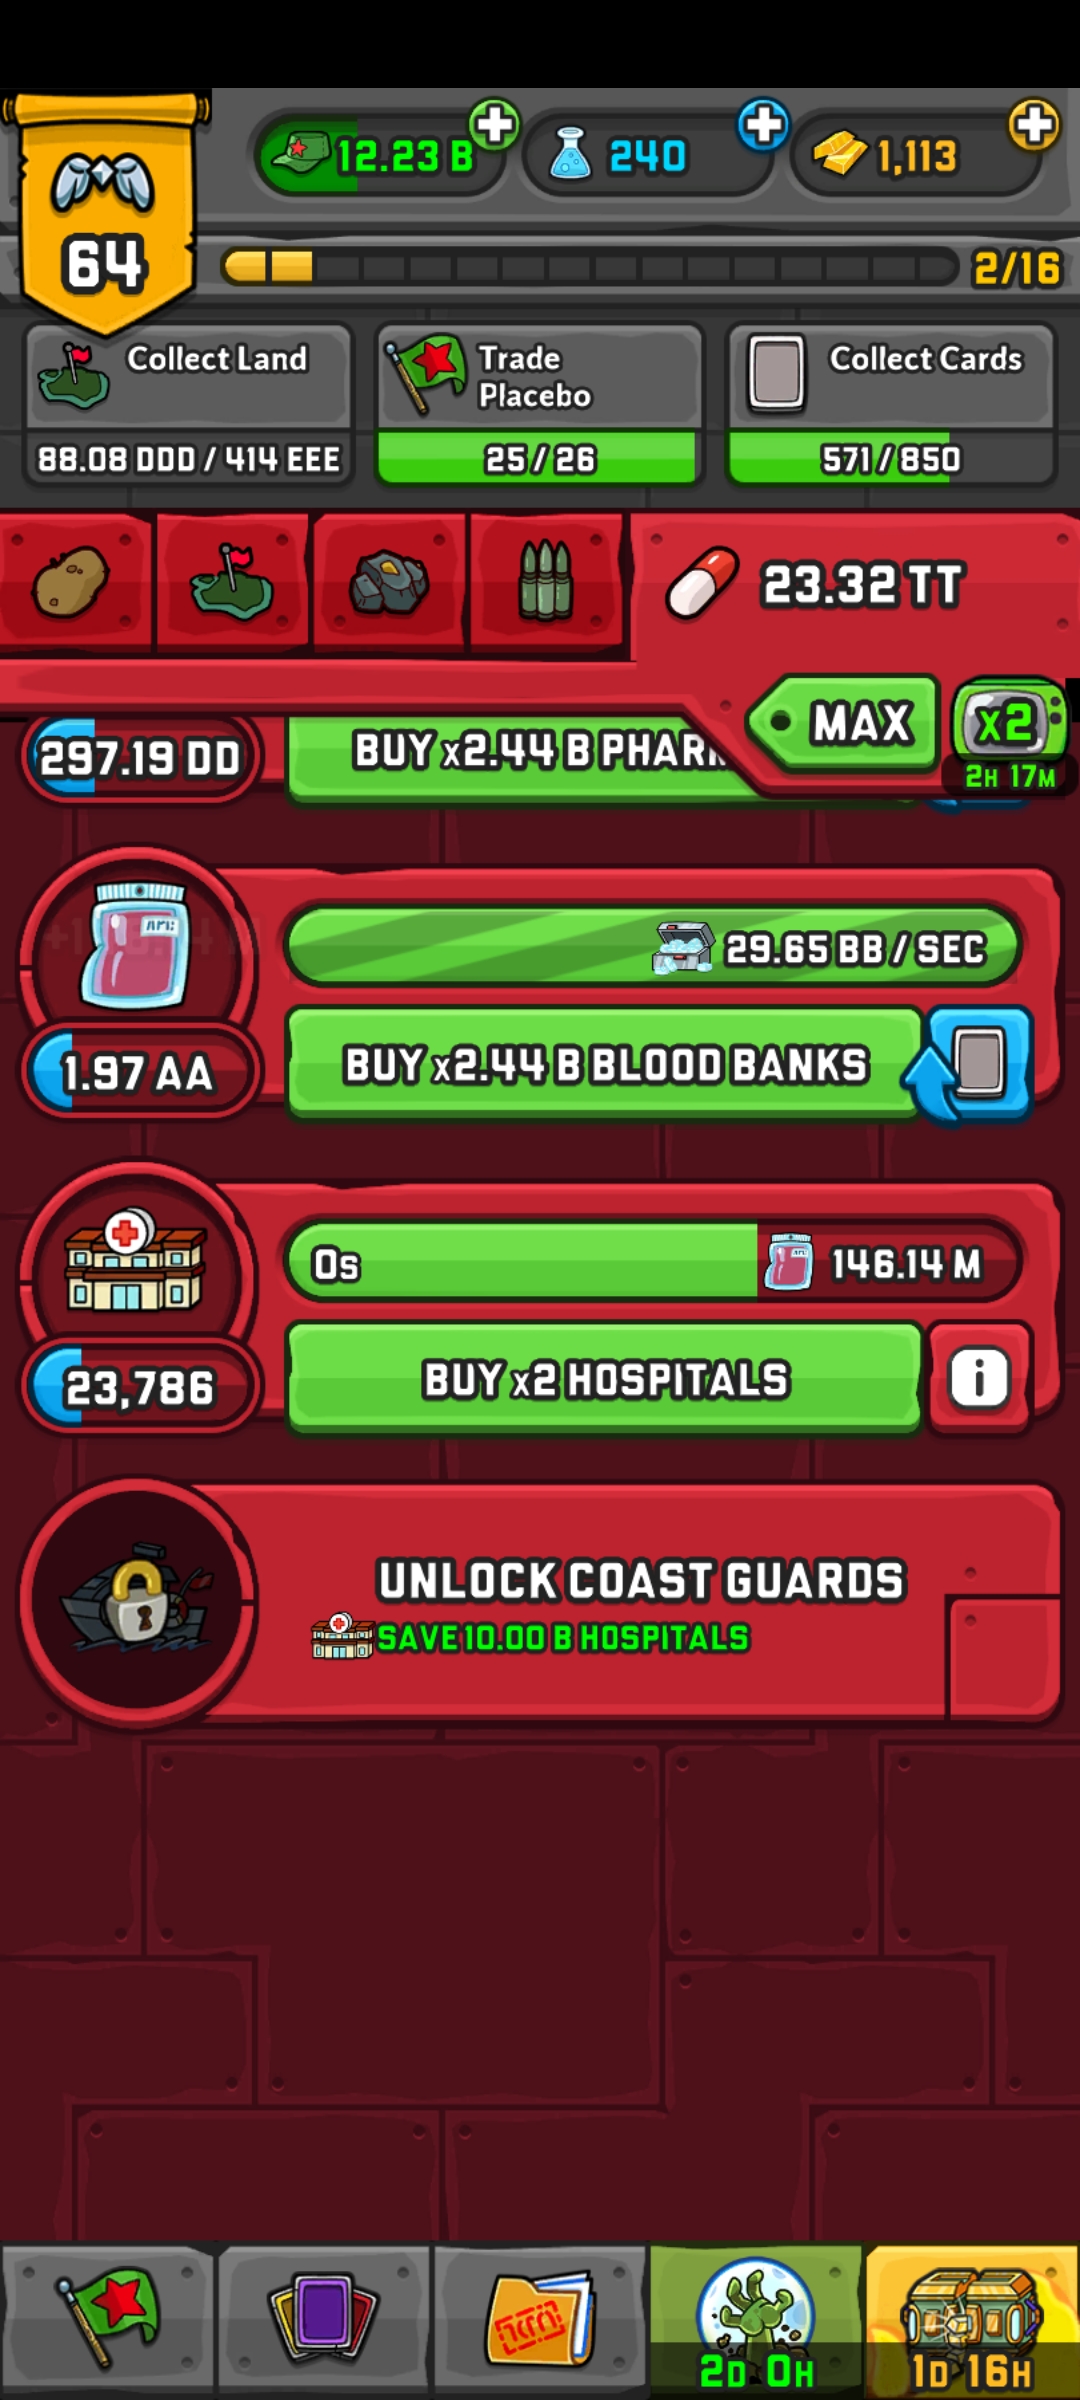 12.23 B
240
1,113
64
2/16
Collect Land
88.08 DDD / 414 EEE
Trade
Placebo
25 / 26
Collect Cards
571 / 850
23.32 TT
MAX
X2
2H 17M
297.19 DD
BUY x2.44 B
29.65 BB / SEC
1.97 AA
BUY x2.44 B BLOOD BANKS
0s
146.14 M
23,786
BUY x2 HOSPITALS
i
UNLOCK COAST GUARDS
SAVE 10.00 B HOSPITALS
2D 0H
1D 16H